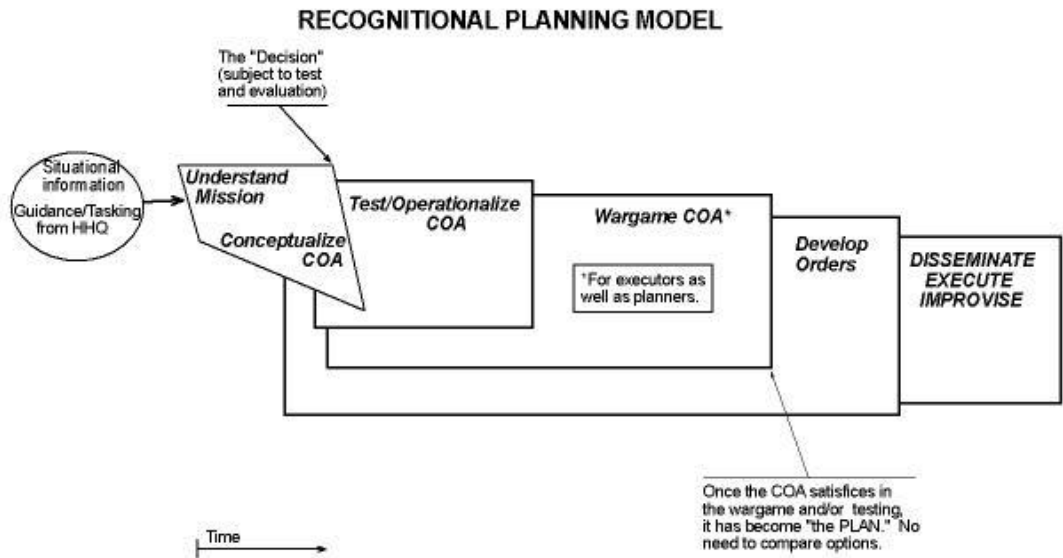 RECOGNITIONAL PLANNING MODEL
The "Decision"
(subject to test
and evaluation)
Situational
information
Guidance/Tasking
from HHQ
Understand
Mission
Conceptualize
COA
Test/Operationalize
COA
Wargame COA*
*For executors as
well as planners.
Develop
Orders
DISSEMINATE
EXECUTE
IMPROVISE
Once the COA satisfices in
the wargame and/or testing,
it has become "the PLAN." No
need to compare options.
Time